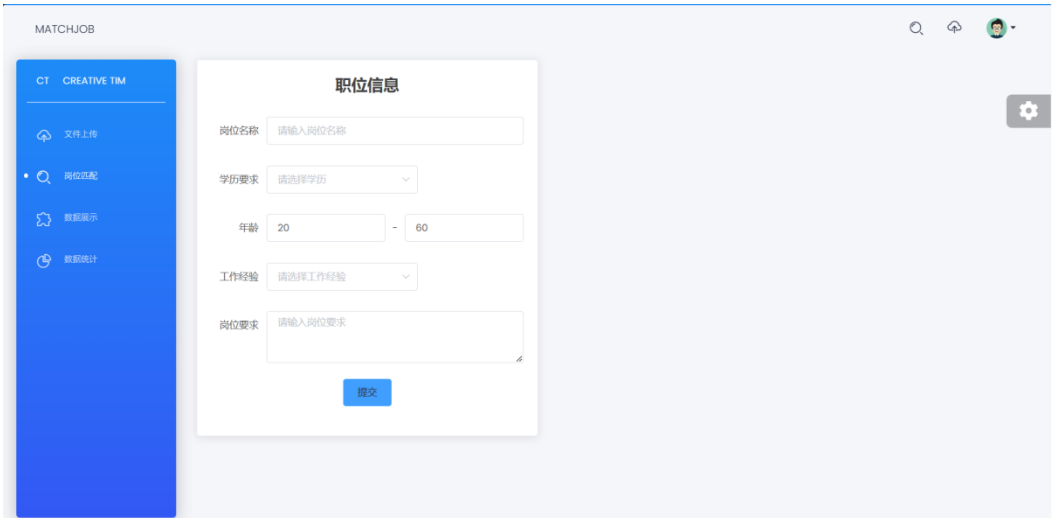 MATCHJOB
CT CREATIVE TIM
文件上传
岗位匹配
数据展示
数据统计
职位信息
岗位名称 请输入岗位名称
学历要求 请选择学历
年龄 20 - 60
工作经验 请选择工作经验
岗位要求 请输入岗位要求
提交